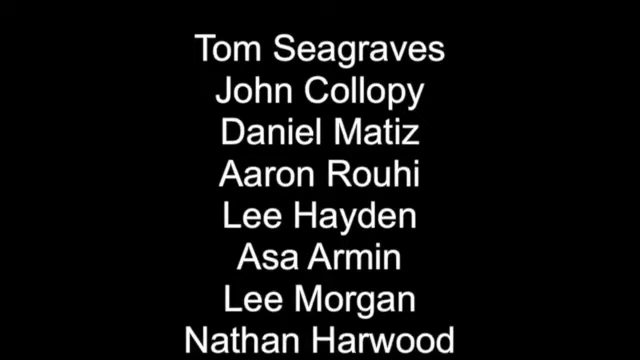 Tom Seagraves
John Collopy
Daniel Matiz
Aaron Rouhi
Lee Hayden
Asa Armin
Lee Morgan
Nathan Harwood